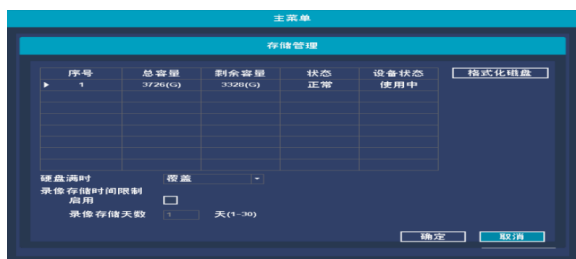 主菜单
存储管理
序号 总容量 剩余容量 状态 设备状态 格式化磁盘
1 3726(G) 3328(G) 正常 使用中
硬盘满时 覆盖
录像存储时间限制
启用
录像存储天数 1 天(1-30)
确定 取消